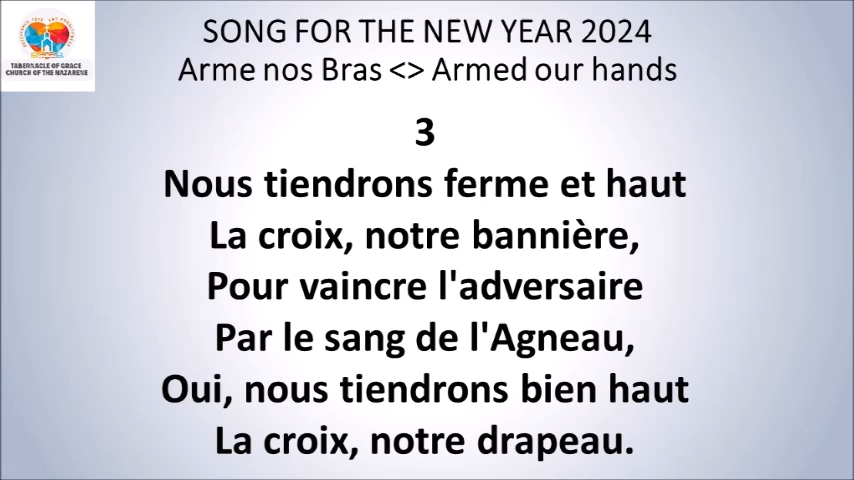 SONG FOR THE NEW YEAR 2024
Arme nos Bras <> Armed our hands
TABERNACLE OF GRACE
CHURCH OF THE NAZARENE
3
Nous tiendrons ferme et haut
La croix, notre bannière,
Pour vaincre l'adversaire
Par le sang de l'Agneau,
Oui, nous tiendrons bien haut
La croix, notre drapeau.